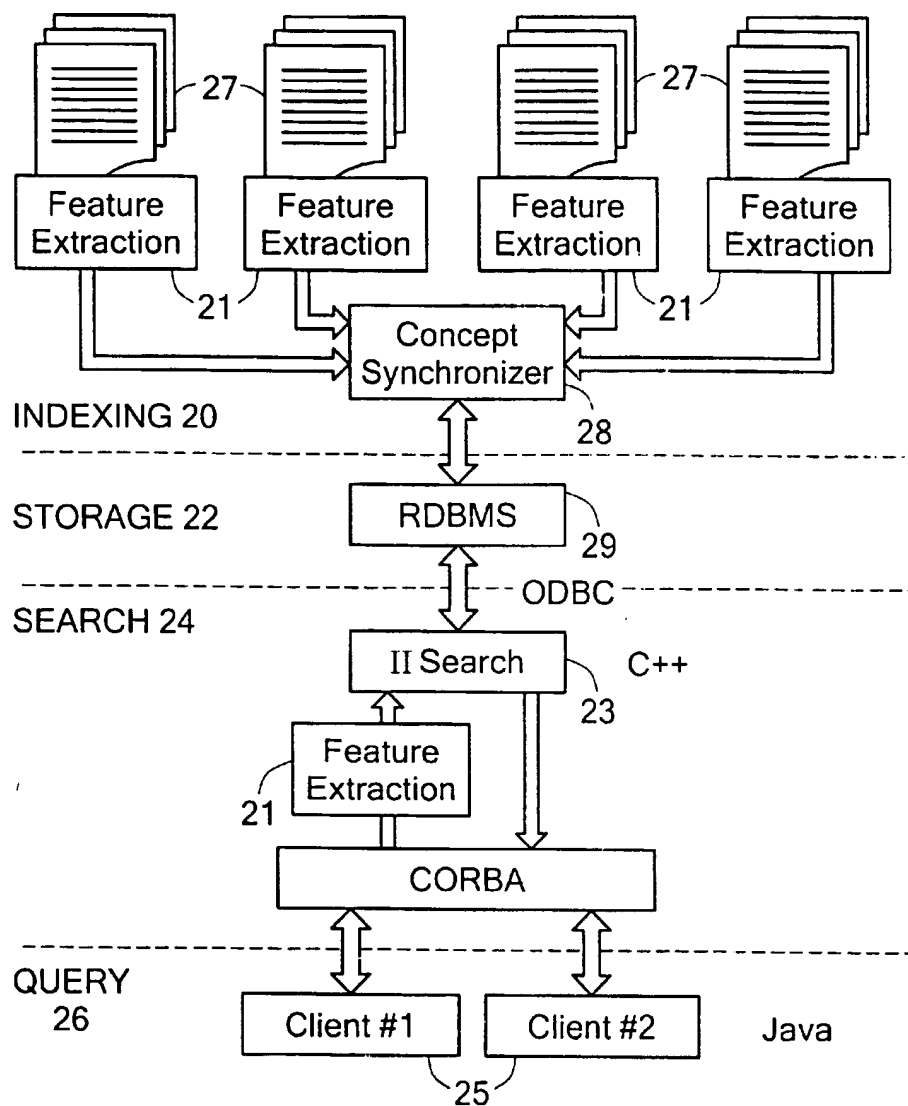 27
27
Feature
Extraction
Feature
Extraction
Feature
Extraction
Feature
Extraction
21
21
Concept
Synchronizer
28
INDEXING 20
STORAGE 22
RDBMS
29
ODBC
SEARCH 24
II Search
C++
23
Feature
Extraction
21
CORBA
QUERY
26
Client #1
Client #2
Java
25